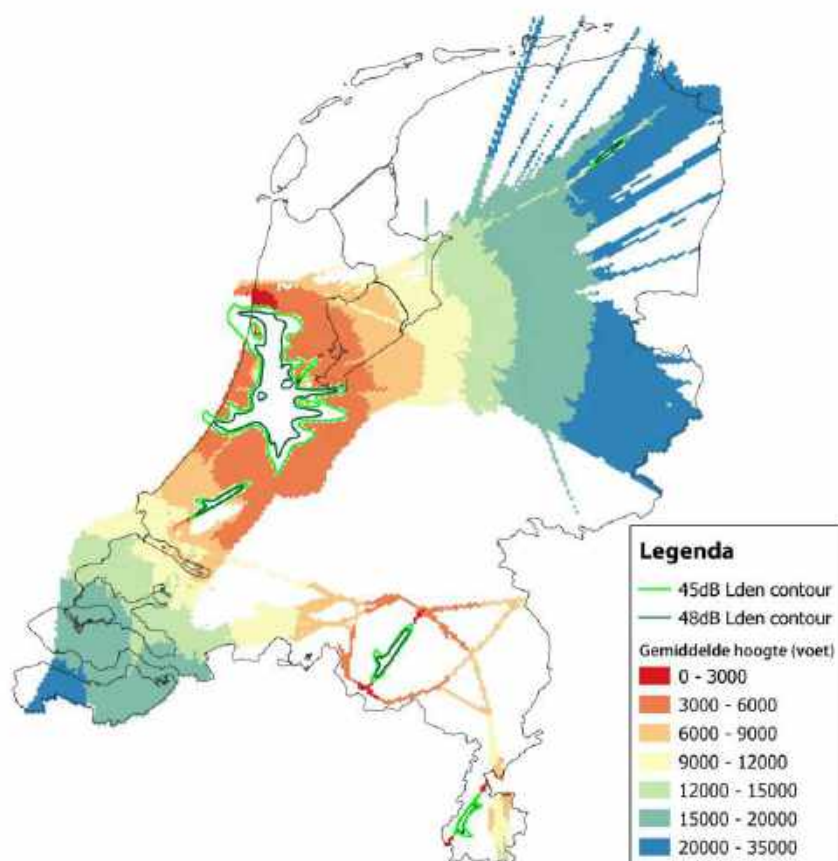 Legenda
45dB Lden contour
48dB Lden contour
Gemiddelde hoogte (voet)
0 - 3000
3000 - 6000
6000 - 9000
9000 - 12000
12000 - 15000
15000 - 20000
20000 - 35000